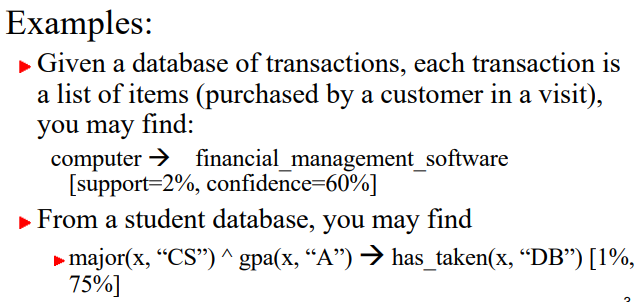 Examples:
Given a database of transactions, each transaction is
a list of items (purchased by a customer in a visit),
you may find:
computer → financial_management_software
[support=2%, confidence=60%]
From a student database, you may find
major(x, “CS”) ^ gpa(x, “A”) → has_taken(x, “DB”) [1%,
75%]